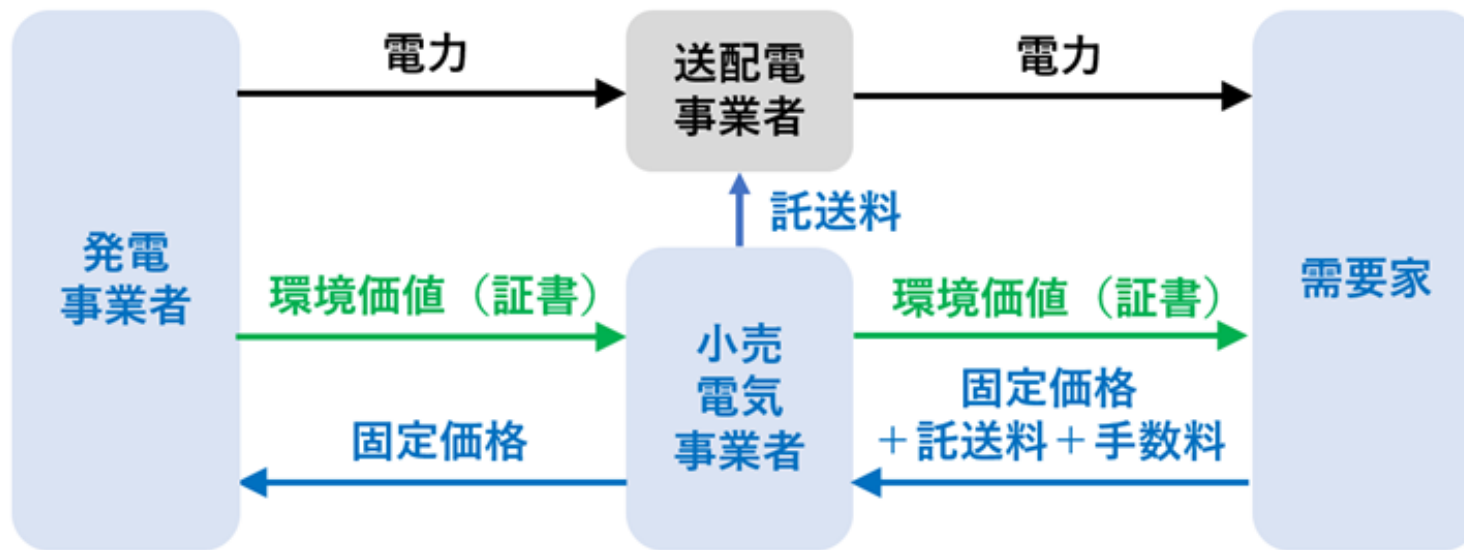 電力
送配電
事業者
電力
託送料
発電
事業者
環境価値（証書）
小売
電気
事業者
環境価値（証書）
需要家
固定価格
固定価格
＋託送料＋手数料